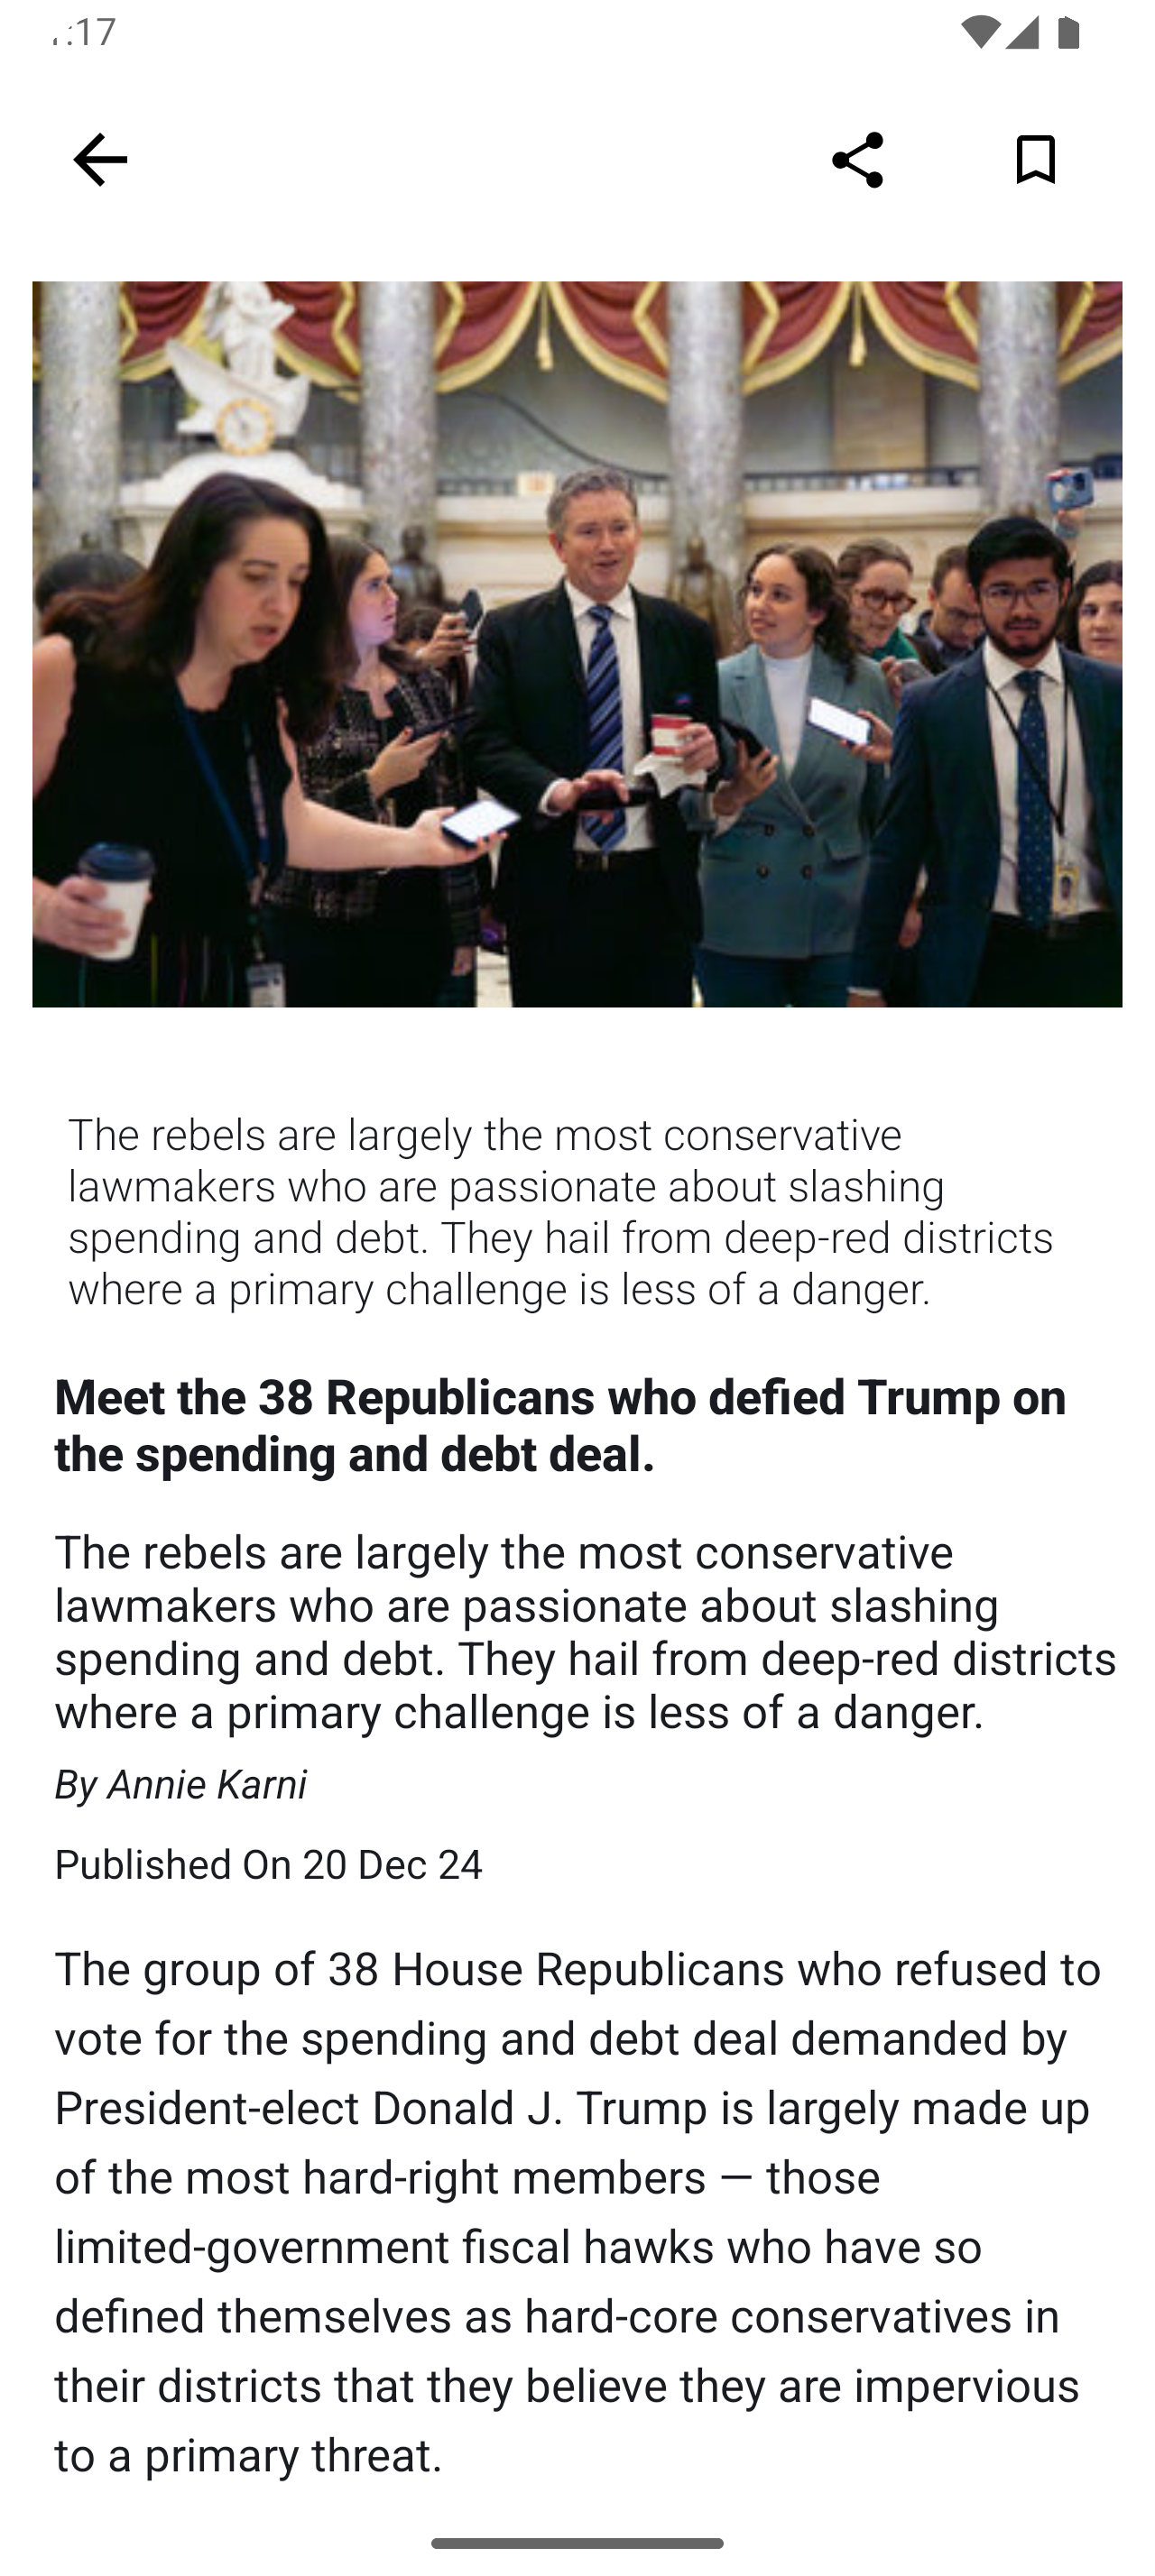 :17
The rebels are largely the most conservative
lawmakers who are passionate about slashing
spending and debt. They hail from deep-red districts
where a primary challenge is less of a danger.
Meet the 38 Republicans who defied Trump on
the spending and debt deal.
The rebels are largely the most conservative
lawmakers who are passionate about slashing
spending and debt. They hail from deep-red districts
where a primary challenge is less of a danger.
By Annie Karni
Published On 20 Dec 24
The group of 38 House Republicans who refused to
vote for the spending and debt deal demanded by
President-elect Donald J. Trump is largely made up
of the most hard-right members — those
limited-government fiscal hawks who have so
defined themselves as hard-core conservatives in
their districts that they believe they are impervious
to a primary threat.